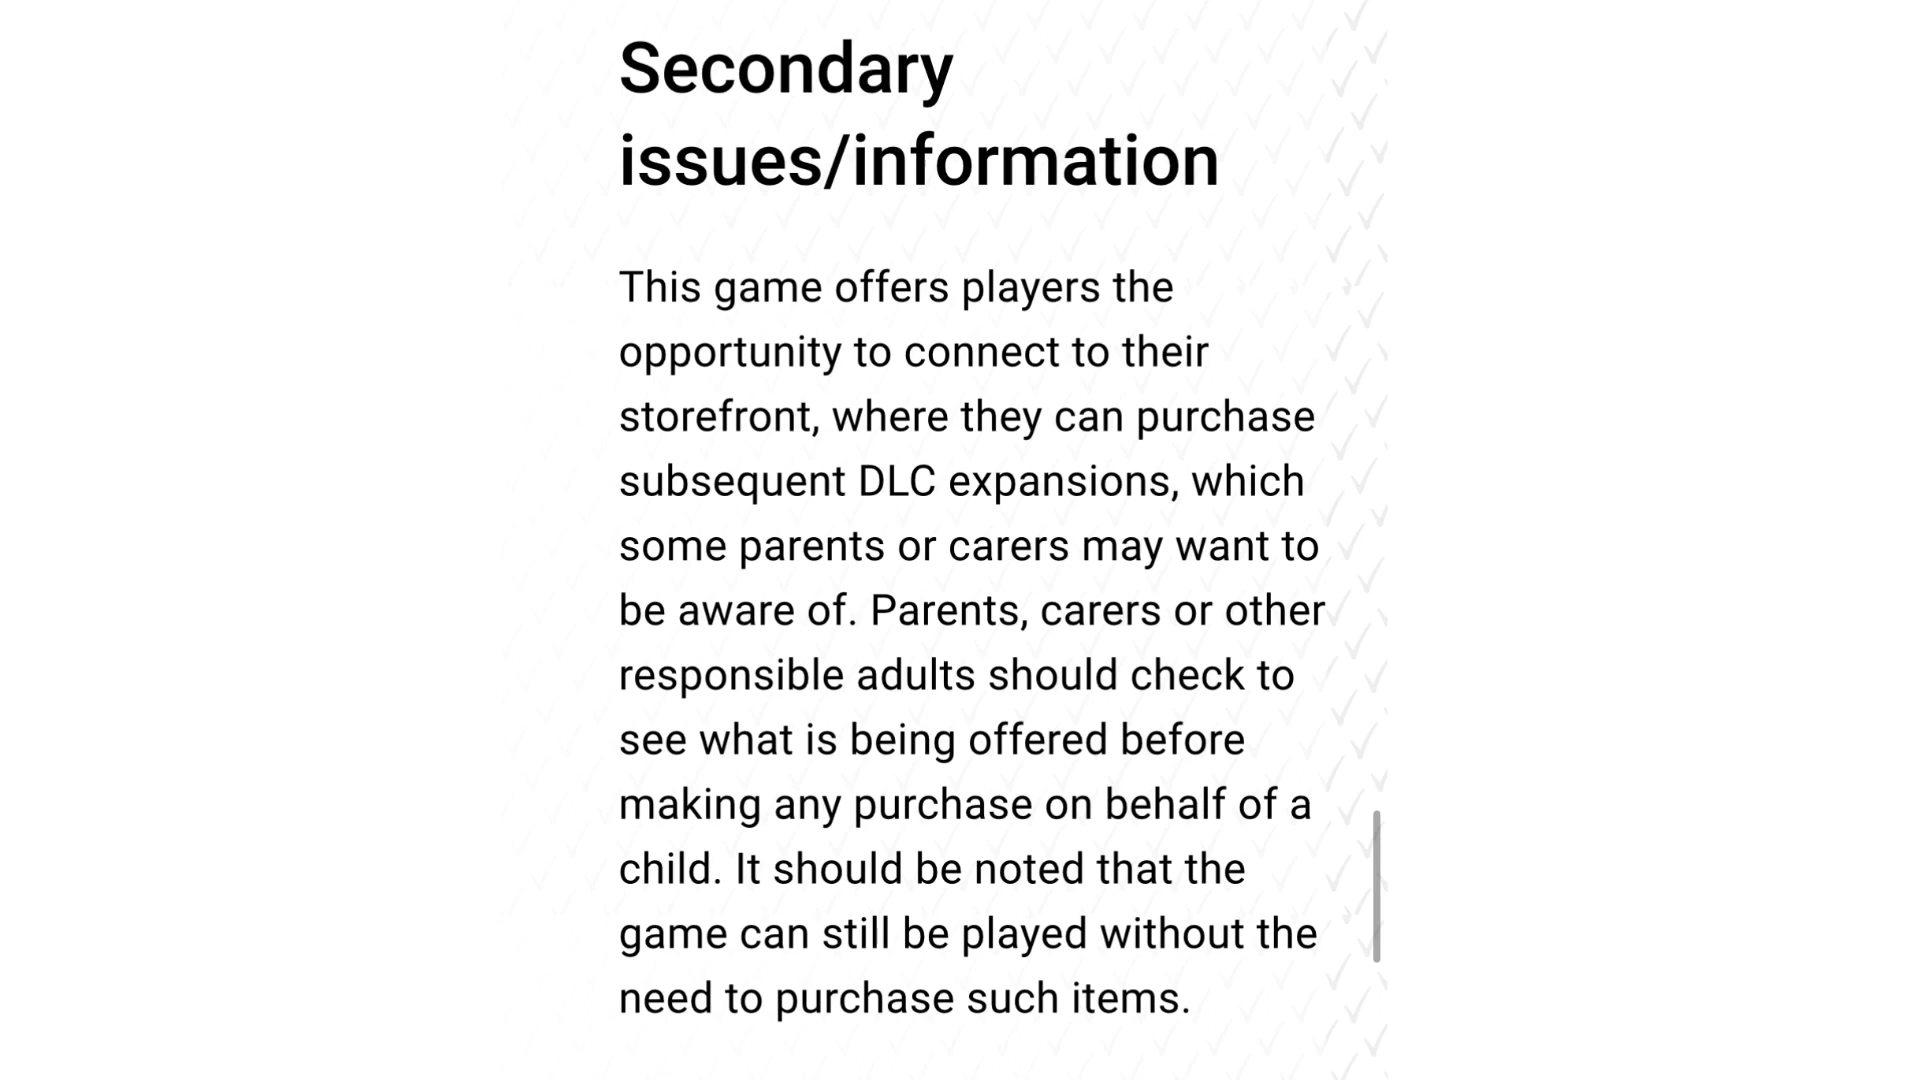 Secondary
issues/information
This game offers players the
opportunity to connect to their
storefront, where they can purchase
subsequent DLC expansions, which
some parents or carers may want to
be aware of. Parents, carers or other
responsible adults should check to
see what is being offered before
making any purchase on behalf of a
child. It should be noted that the
game can still be played without the
need to purchase such items.